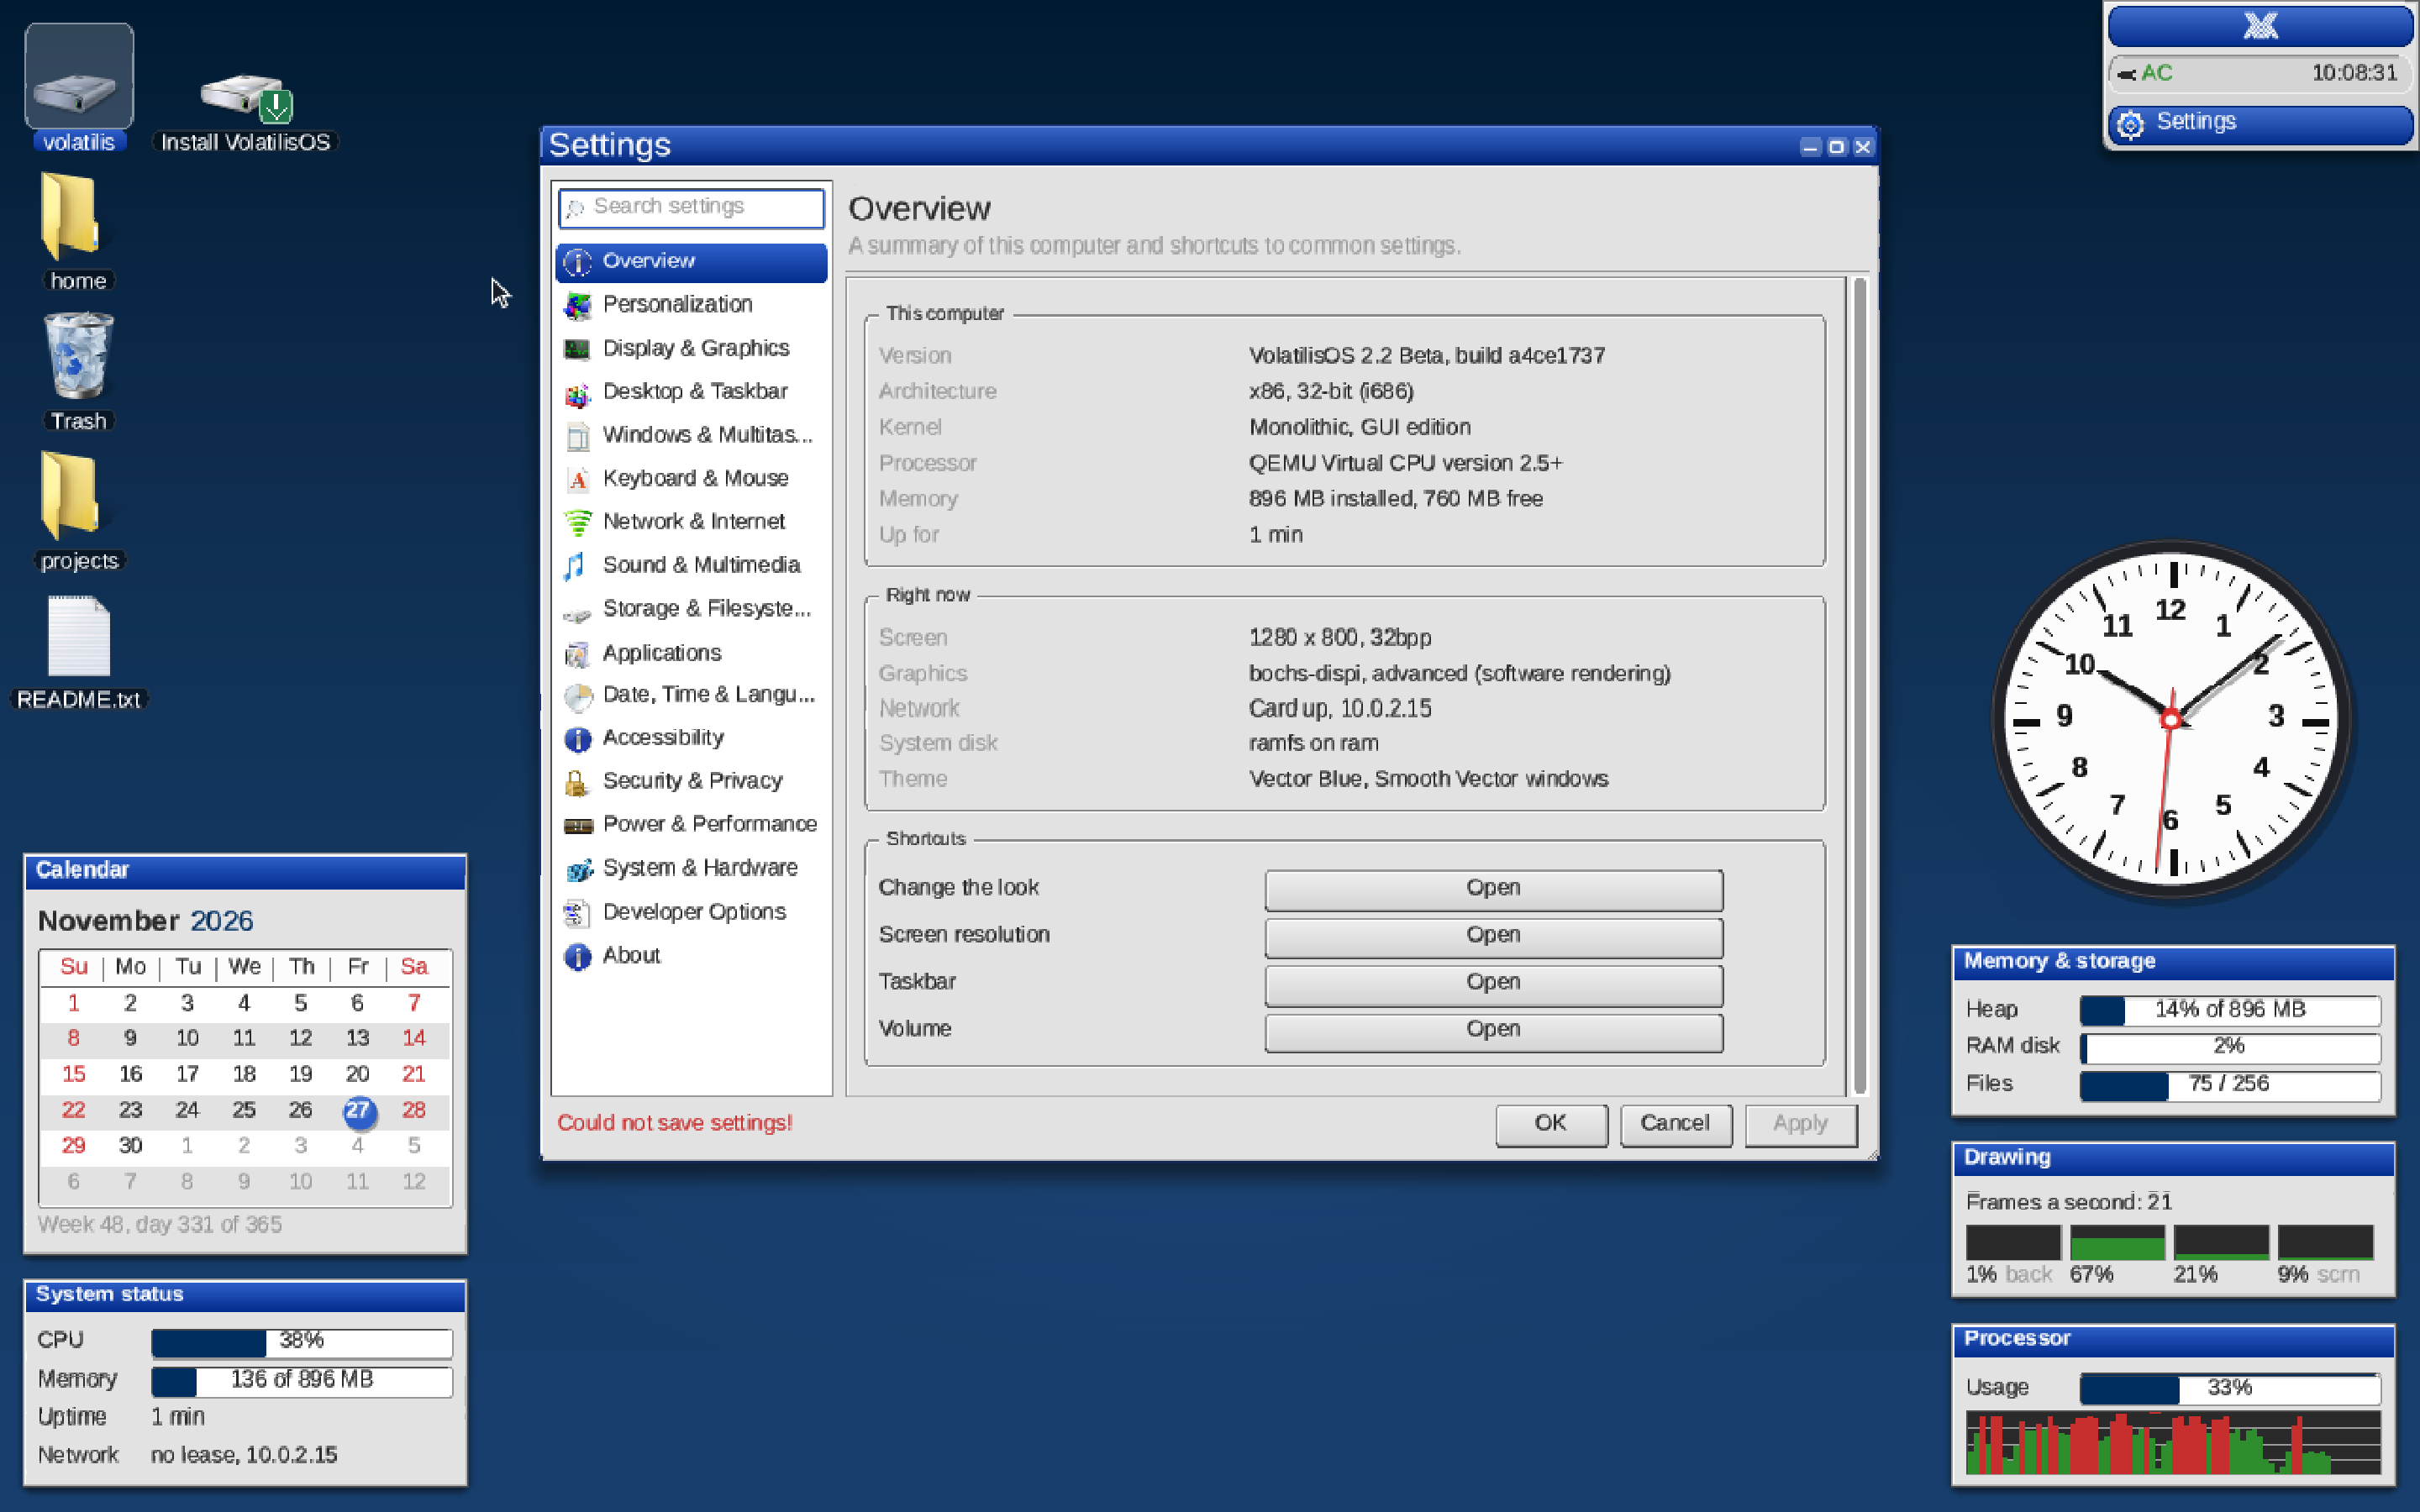 volatilis
Install VolatilisOS
home
Trash
projects
README.txt
AC 10:08:31
Settings
Settings
Search settings
Overview
Personalization
Display & Graphics
Desktop & Taskbar
Windows & Multitas...
Keyboard & Mouse
Network & Internet
Sound & Multimedia
Storage & Filesyste...
Applications
Date, Time & Langu...
Accessibility
Security & Privacy
Power & Performance
System & Hardware
Developer Options
About
Overview
A summary of this computer and shortcuts to common settings.
This computer
Version VolatilisOS 2.2 Beta, build a4ce1737
Architecture x86, 32-bit (i686)
Kernel Monolithic, GUI edition
Processor QEMU Virtual CPU version 2.5+
Memory 896 MB installed, 760 MB free
Up for 1 min
Right now
Screen 1280 x 800, 32bpp
Graphics bochs-dispi, advanced (software rendering)
Network Card up, 10.0.2.15
System disk ramfs on ram
Theme Vector Blue, Smooth Vector windows
Shortcuts
Change the look Open
Screen resolution Open
Taskbar Open
Volume Open
Could not save settings!
OK Cancel Apply
Calendar
November 2026
Su Mo Tu We Th Fr Sa
1 2 3 4 5 6 7
8 9 10 11 12 13 14
15 16 17 18 19 20 21
22 23 24 25 26 27 28
29 30 1 2 3 4 5
6 7 8 9 10 11 12
Week 48, day 331 of 365
System status
CPU 38%
Memory 136 of 896 MB
Uptime 1 min
Network no lease, 10.0.2.15
12
11 1
10 2
9 3
8 4
7 5
6
Memory & storage
Heap 14% of 896 MB
RAM disk 2%
Files 75 / 256
Drawing
Frames a second: 21
1% back 67% 21% 9% scrn
Processor
Usage 33%